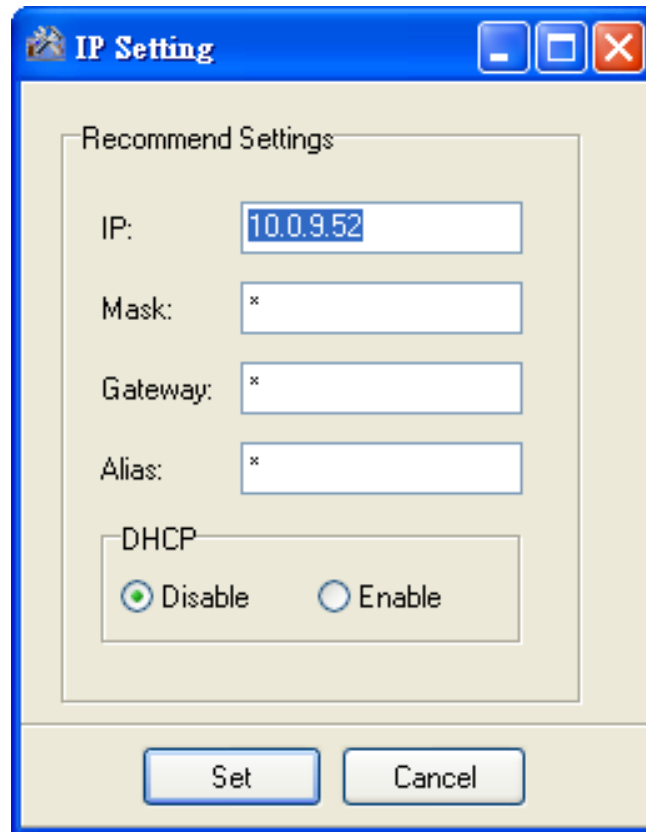 IP Setting
Recommend Settings
IP: 10.0.9.52
Mask: *
Gateway: *
Alias: *
DHCP
Disable Enable
Set Cancel